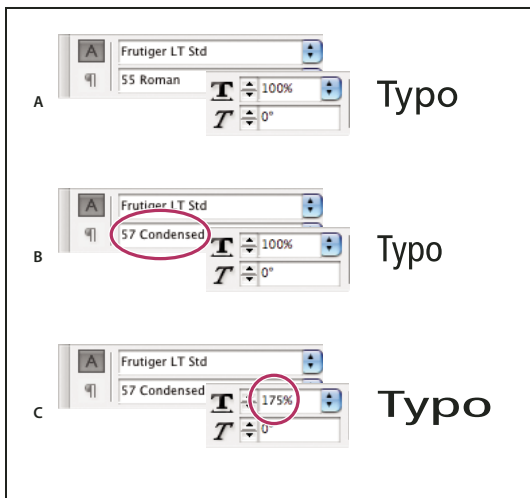 A
Frutiger LT Std
¶
55 Roman
T
100%
T
0°
A
Typo
A
Frutiger LT Std
¶
57 Condensed
T
100%
T
0°
B
Typo
A
Frutiger LT Std
¶
57 Condensed
T
175%
T
0°
C
Typo